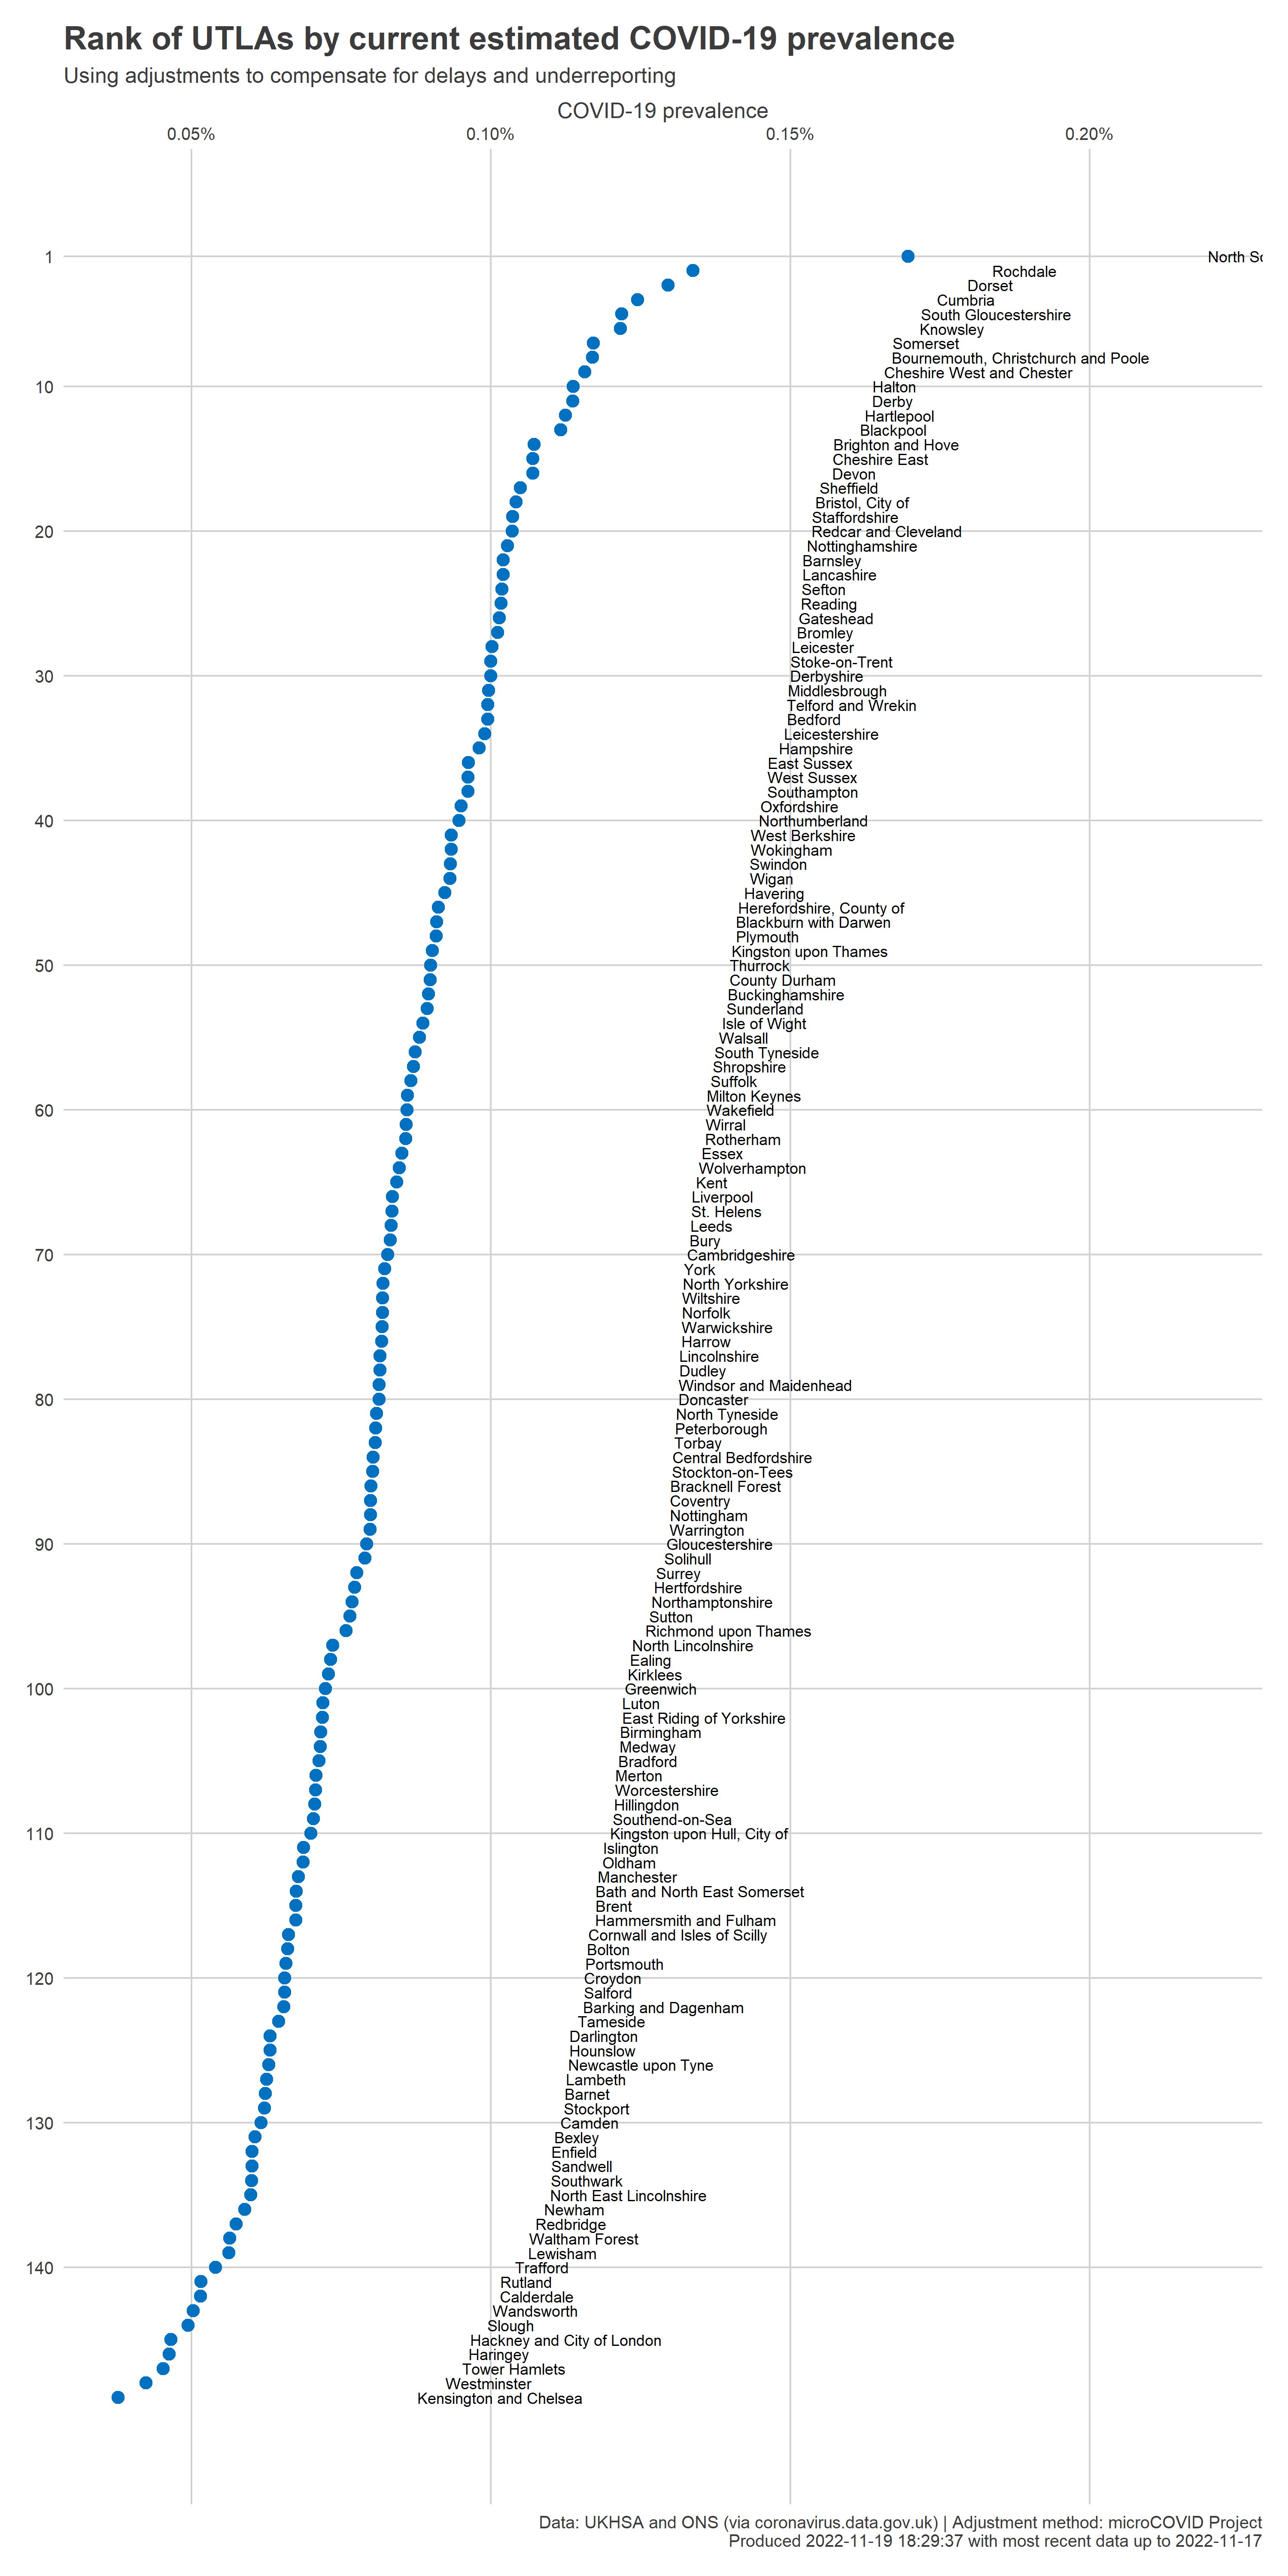 Rank of UTLAs by current estimated COVID-19 prevalence
Using adjustments to compensate for delays and underreporting
COVID-19 prevalence
0.05% 0.10% 0.15% 0.20%
1
North
Rochdale
Dorset
Cumbria
South Gloucestershire
Knowsley
Somerset
Bournemouth, Christchurch and Poole
Cheshire West and Chester
10 Halton
Derby
Hartlepool
Blackpool
Brighton and Hove
Cheshire East
Devon
Sheffield
Bristol, City of
Staffordshire
20 Redcar and Cleveland
Nottinghamshire
Barnsley
Lancashire
Sefton
Reading
Gateshead
Bromley
Leicester
Stoke-on-Trent
30 Derbyshire
Middlesbrough
Telford and Wrekin
Bedford
Leicestershire
Hampshire
East Sussex
West Sussex
Southampton
Oxfordshire
40 Northumberland
West Berkshire
Wokingham
Swindon
Wigan
Havering
Herefordshire, County of
Blackburn with Darwen
Plymouth
Kingston upon Thames
50 Thurrock
County Durham
Buckinghamshire
Sunderland
Isle of Wight
Walsall
South Tyneside
Shropshire
Suffolk
Milton Keynes
60 Wakefield
Wirral
Rotherham
Essex
Wolverhampton
Kent
Liverpool
St. Helens
Leeds
Bury
70 Cambridgeshire
York
North Yorkshire
Wiltshire
Norfolk
Warwickshire
Harrow
Lincolnshire
Dudley
Windsor and Maidenhead
80 Doncaster
North Tyneside
Peterborough
Torbay
Central Bedfordshire
Stockton-on-Tees
Bracknell Forest
Coventry
Nottingham
Warrington
90 Gloucestershire
Solihull
Surrey
Hertfordshire
Northamptonshire
Sutton
Richmond upon Thames
North Lincolnshire
Ealing
Kirklees
100 Greenwich
Luton
East Riding of Yorkshire
Birmingham
Medway
Bradford
Merton
Worcestershire
Hillingdon
Southend-on-Sea
110 Kingston upon Hull, City of
Islington
Oldham
Manchester
Bath and North East Somerset
Brent
Hammersmith and Fulham
Cornwall and Isles of Scilly
Bolton
Portsmouth
120 Croydon
Salford
Barking and Dagenham
Tameside
Darlington
Hounslow
Newcastle upon Tyne
Lambeth
Barnet
Stockport
130 Camden
Bexley
Enfield
Sandwell
Southwark
North East Lincolnshire
Newham
Redbridge
Waltham Forest
Lewisham
140 Trafford
Rutland
Calderdale
Wandsworth
Slough
Hackney and City of London
Haringey
Tower Hamlets
Westminster
Kensington and Chelsea
Data: UKHSA and ONS (via coronavirus.data.gov.uk) | Adjustment method: microCOVID Project
Produced 2022-11-19 18:29:37 with most recent data up to 2022-11-17